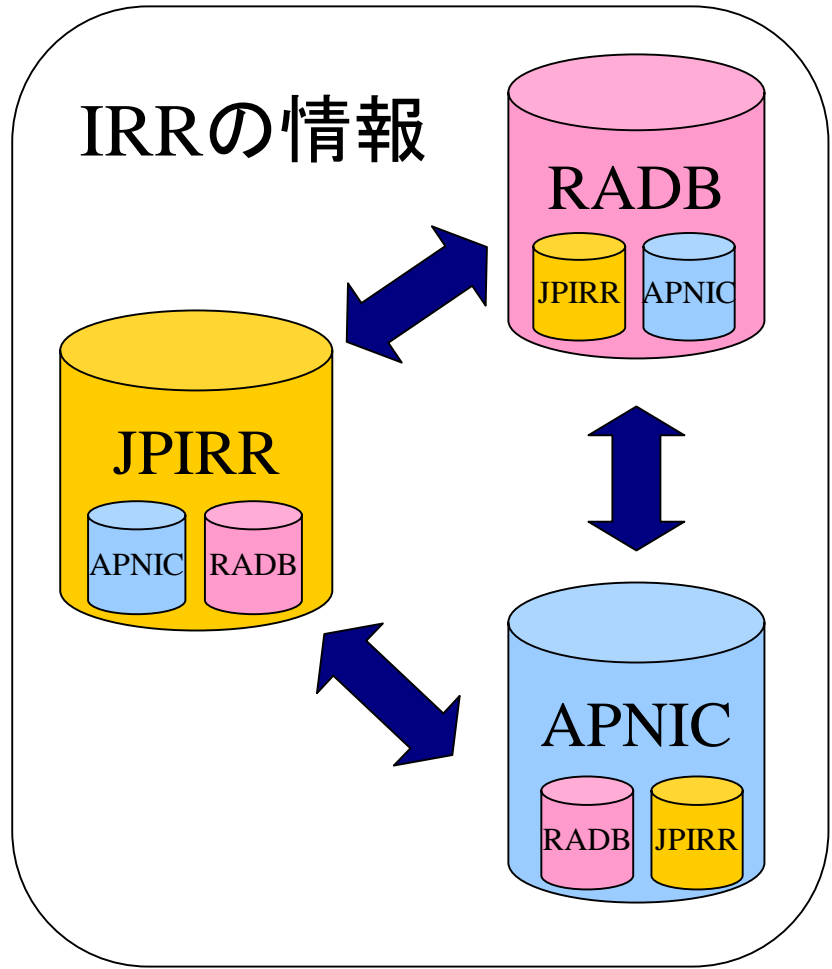 IRRの情報
RADB
JPIRR APNIC
JPIRR
APNIC RADB
APNIC
RADB JPIRR